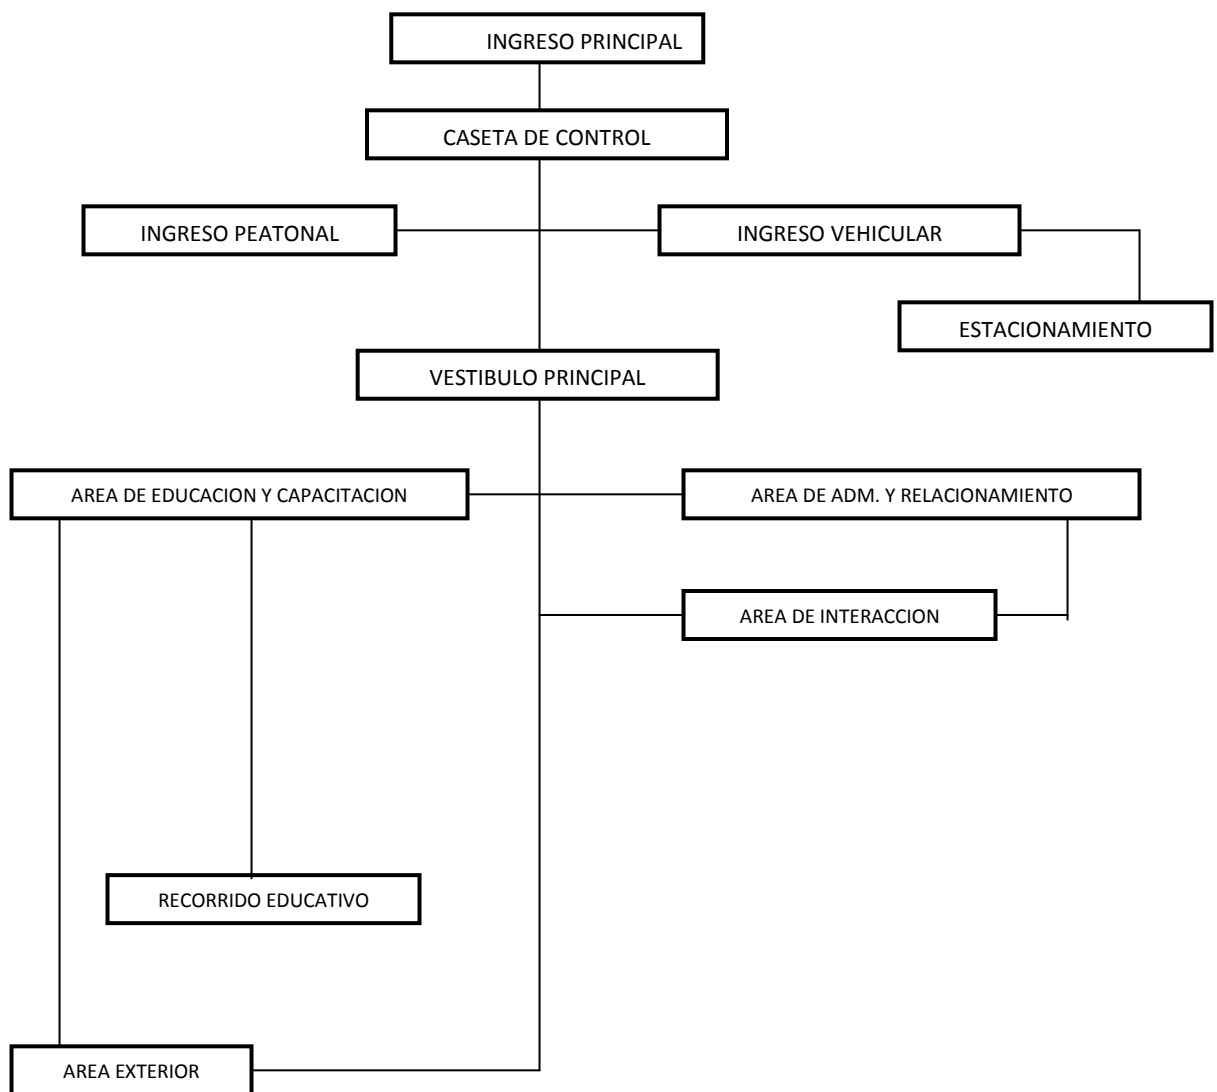 INGRESO PRINCIPAL
CASETA DE CONTROL
INGRESO PEATONAL
INGRESO VEHICULAR
ESTACIONAMIENTO
VESTIBULO PRINCIPAL
AREA DE EDUCACION Y CAPACITACION
AREA DE ADM. Y RELACIONAMIENTO
AREA DE INTERACCION
RECORRIDO EDUCATIVO
AREA EXTERIOR